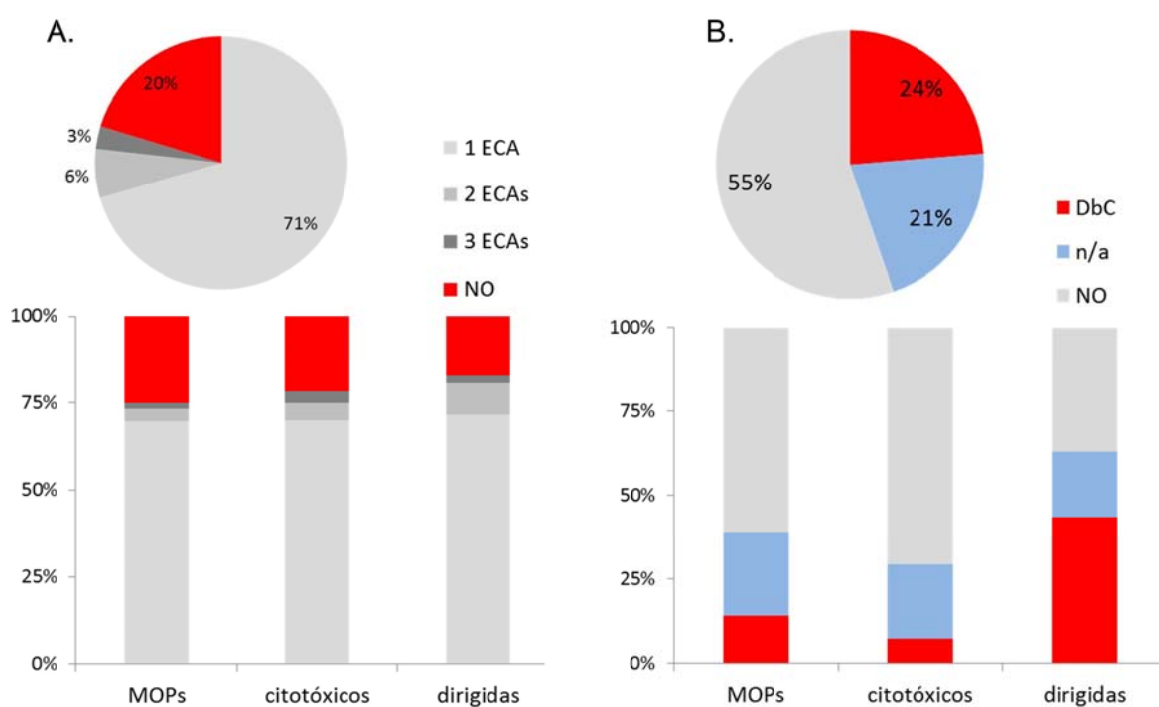 A.
20%
3%
6%
71%
1 ECA
2 ECAs
3 ECAs
NO
100%
75%
50%
25%
0%
MOPs citotóxicos dirigidas
B.
24%
55%
21%
DbC
n/a
NO
100%
75%
50%
25%
0%
MOPs citotóxicos dirigidas